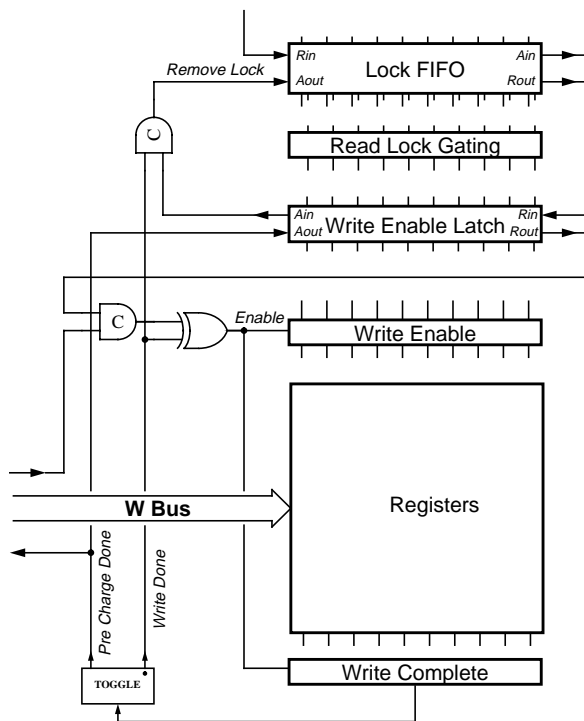 Rin
Lock FIFO
Ain
Remove Lock
Aout
Rout
C
Read Lock Gating
Ain
Write Enable Latch
Rin
Aout
Rout
C
Enable
Write Enable
W Bus
Registers
Pre Charge Done
Write Done
TOGGLE
Write Complete